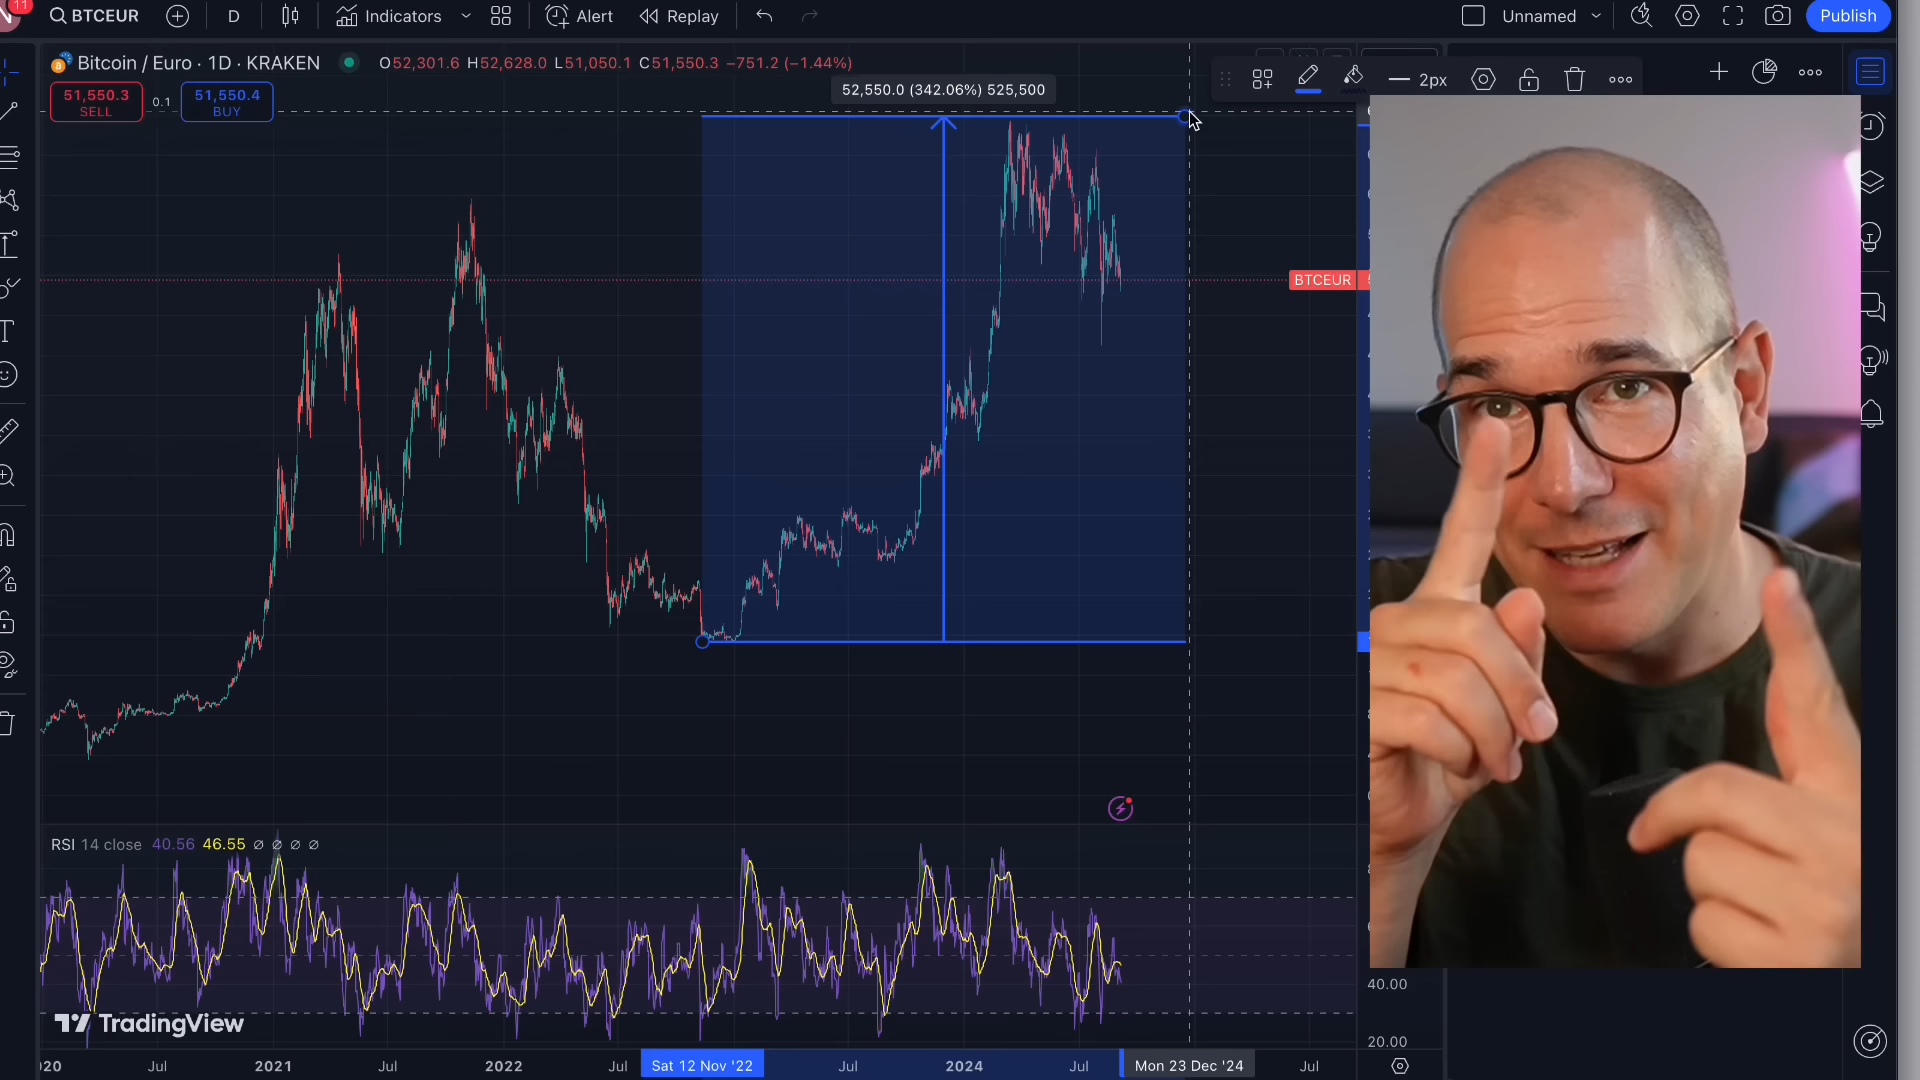 11
BTCEUR
D
Indicators
Alert
Replay
Unnamed
Publish
Bitcoin / Euro · 1D · KRAKEN
O52,301.6 H52,628.0 L51,050.1 C51,550.3 −751.2 (−1.44%)
51,550.3
SELL
0.1
51,550.4
BUY
52,550.0 (342.06%) 525,500
2px
BTCEUR
RSI 14 close 40.56 46.55 ∅ ∅ ∅ ∅
40.00
20.00
TradingView
Jul
2021
Jul
2022
Jul
Sat 12 Nov '22
Jul
2024
Jul
Mon 23 Dec '24
Jul